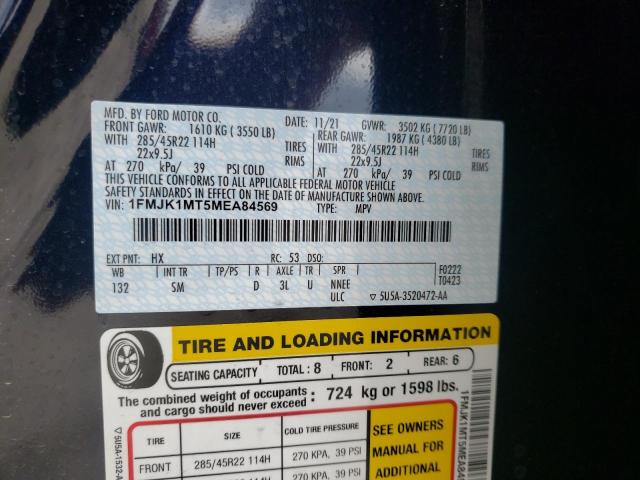 MFD. BY FORD MOTOR CO.
DATE: 11/21 GVWR: 3502 KG ( 7720 LB)
FRONT GAWR: 1610 KG ( 3550 LB) REAR GAWR: 1987 KG ( 4380 LB)
WITH 285/45R22 114H TIRES WITH 285/45R22 114H TIRES
22x9.5J RIMS 22x9.5J RIMS
AT 270 kPa/ 39 PSI COLD AT 270 kPa/ 39 PSI COLD
THIS VEHICLE CONFORMS TO ALL APPLICABLE FEDERAL MOTOR VEHICLE
SAFETY STANDARDS IN EFFECT ON THE DATE OF MANUFACTURE SHOWN ABOVE.
VIN: 1FMJK1MT5MEA84569 TYPE: MPV
EXT PNT: HX RC: 53 DSO:
WB INT TR TP/PS R AXLE TR SPR F0222
132 SM D 3L U NNEE T0423
ULC ▽ 5U5A-3520472-AA
TIRE AND LOADING INFORMATION
SEATING CAPACITY TOTAL : 8 FRONT: 2 REAR: 6
The combined weight of occupants and cargo should never exceed : 724 kg or 1598 lbs.
TIRE SIZE COLD TIRE PRESSURE
FRONT 285/45R22 114H 270 KPA, 39 PSI
285/45R22 114H 270 KPA, 39 PSI
SEE OWNERS
MANUAL FOR
ADDITIONAL
▽ 5U5A-1532-A
1FMJK1MT5MEA84